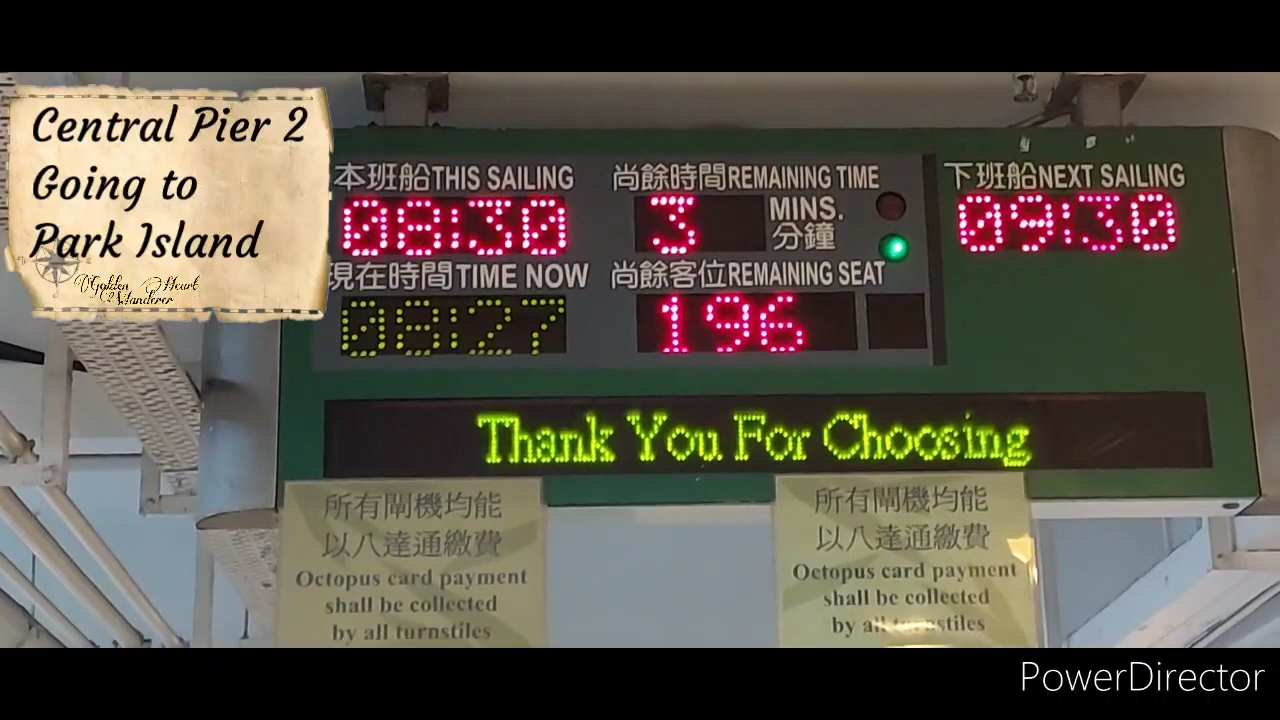 Central Pier 2
Going to
Park Island
Golden Heart
Wanderer
本班船THIS SAILING
尚餘時間REMAINING TIME
下班船NEXT SAILING
08:30
3
MINS.
分鐘
09:30
現在時間TIME NOW
尚餘客位REMAINING SEAT
08:27
196
Thank You For Choosing
所有閘機均能
以八達通繳費
Octopus card payment
shall be collected
by all turnstiles
所有閘機均能
以八達通繳費
Octopus card payment
shall be collected
by all turnstiles
PowerDirector